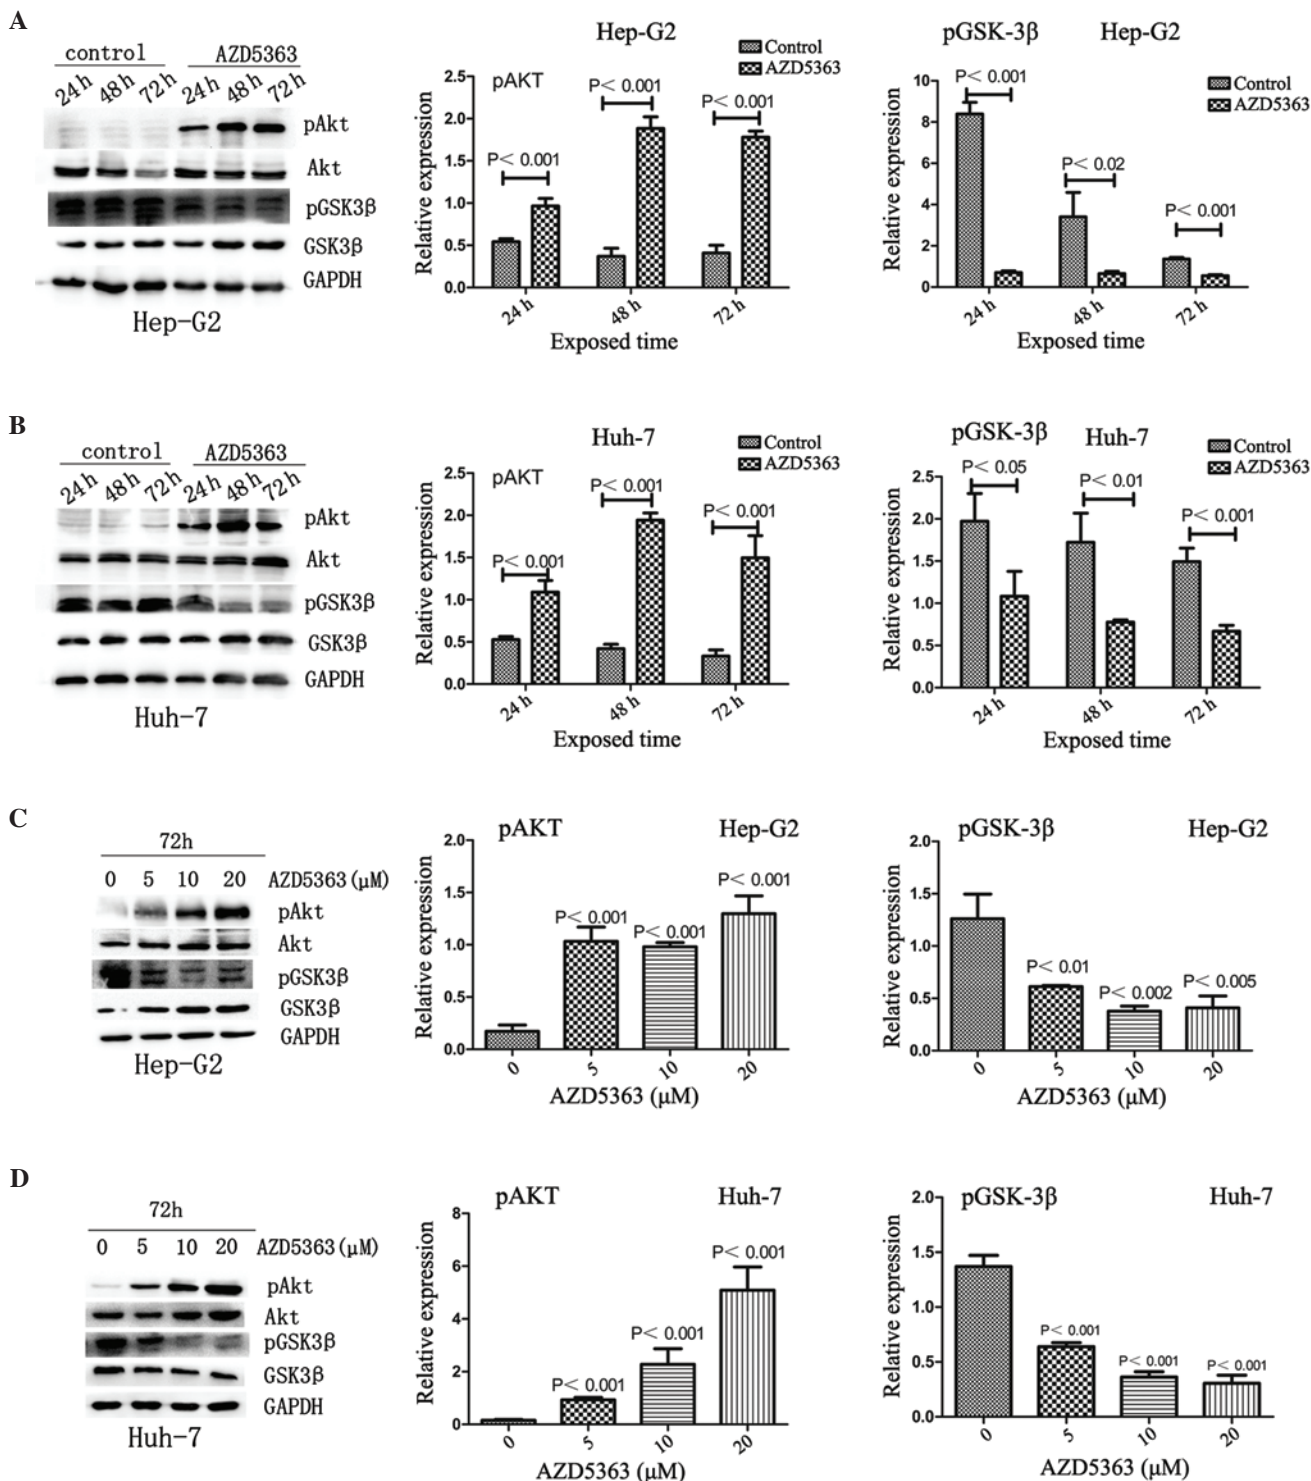 A
control AZD5363
24h 48h 72h 24h 48h 72h
pAkt
Akt
pGSK3β
GSK3β
GAPDH
Hep-G2
Hep-G2
Control
AZD5363
pAKT
Relative expression
2.5
2.0
1.5
1.0
0.5
0.0
P< 0.001
P< 0.001
P< 0.001
24 h 48 h 72 h
Exposed time
pGSK-3β Hep-G2
Control
AZD5363
Relative expression
10
8
6
4
2
0
P< 0.001
P< 0.02
P< 0.001
24 h 48 h 72 h
Exposed time
B
control AZD5363
24h 48h 72h 24h 48h 72h
pAkt
Akt
pGSK3β
GSK3β
GAPDH
Huh-7
Huh-7
Control
AZD5363
pAKT
Relative expression
2.5
2.0
1.5
1.0
0.5
0.0
P< 0.001
P< 0.001
P< 0.001
24 h 48 h 72 h
Exposed time
pGSK-3β Huh-7
Control
AZD5363
Relative expression
2.5
2.0
1.5
1.0
0.5
0.0
P< 0.05
P< 0.01
P< 0.001
24 h 48 h 72 h
Exposed time
C
72h
0 5 10 20 AZD5363(μM)
pAkt
Akt
pGSK3β
GSK3β
GAPDH
Hep-G2
pAKT Hep-G2
Relative expression
2.0
1.5
1.0
0.5
0.0
P< 0.001
P< 0.001
P< 0.001
0 5 10 20
AZD5363 (μM)
pGSK-3β Hep-G2
Relative expression
2.0
1.5
1.0
0.5
0.0
P< 0.01
P< 0.002
P< 0.005
0 5 10 20
AZD5363 (μM)
D
72h
0 5 10 20 AZD5363(μM)
pAkt
Akt
pGSK3β
GSK3β
GAPDH
Huh-7
pAKT Huh-7
Relative expression
8
6
4
2
0
P< 0.001
P< 0.001
P< 0.001
0 5 10 20
AZD5363 (μM)
pGSK-3β Huh-7
Relative expression
2.0
1.5
1.0
0.5
0.0
P< 0.001
P< 0.001
P< 0.001
0 5 10 20
AZD5363 (μM)